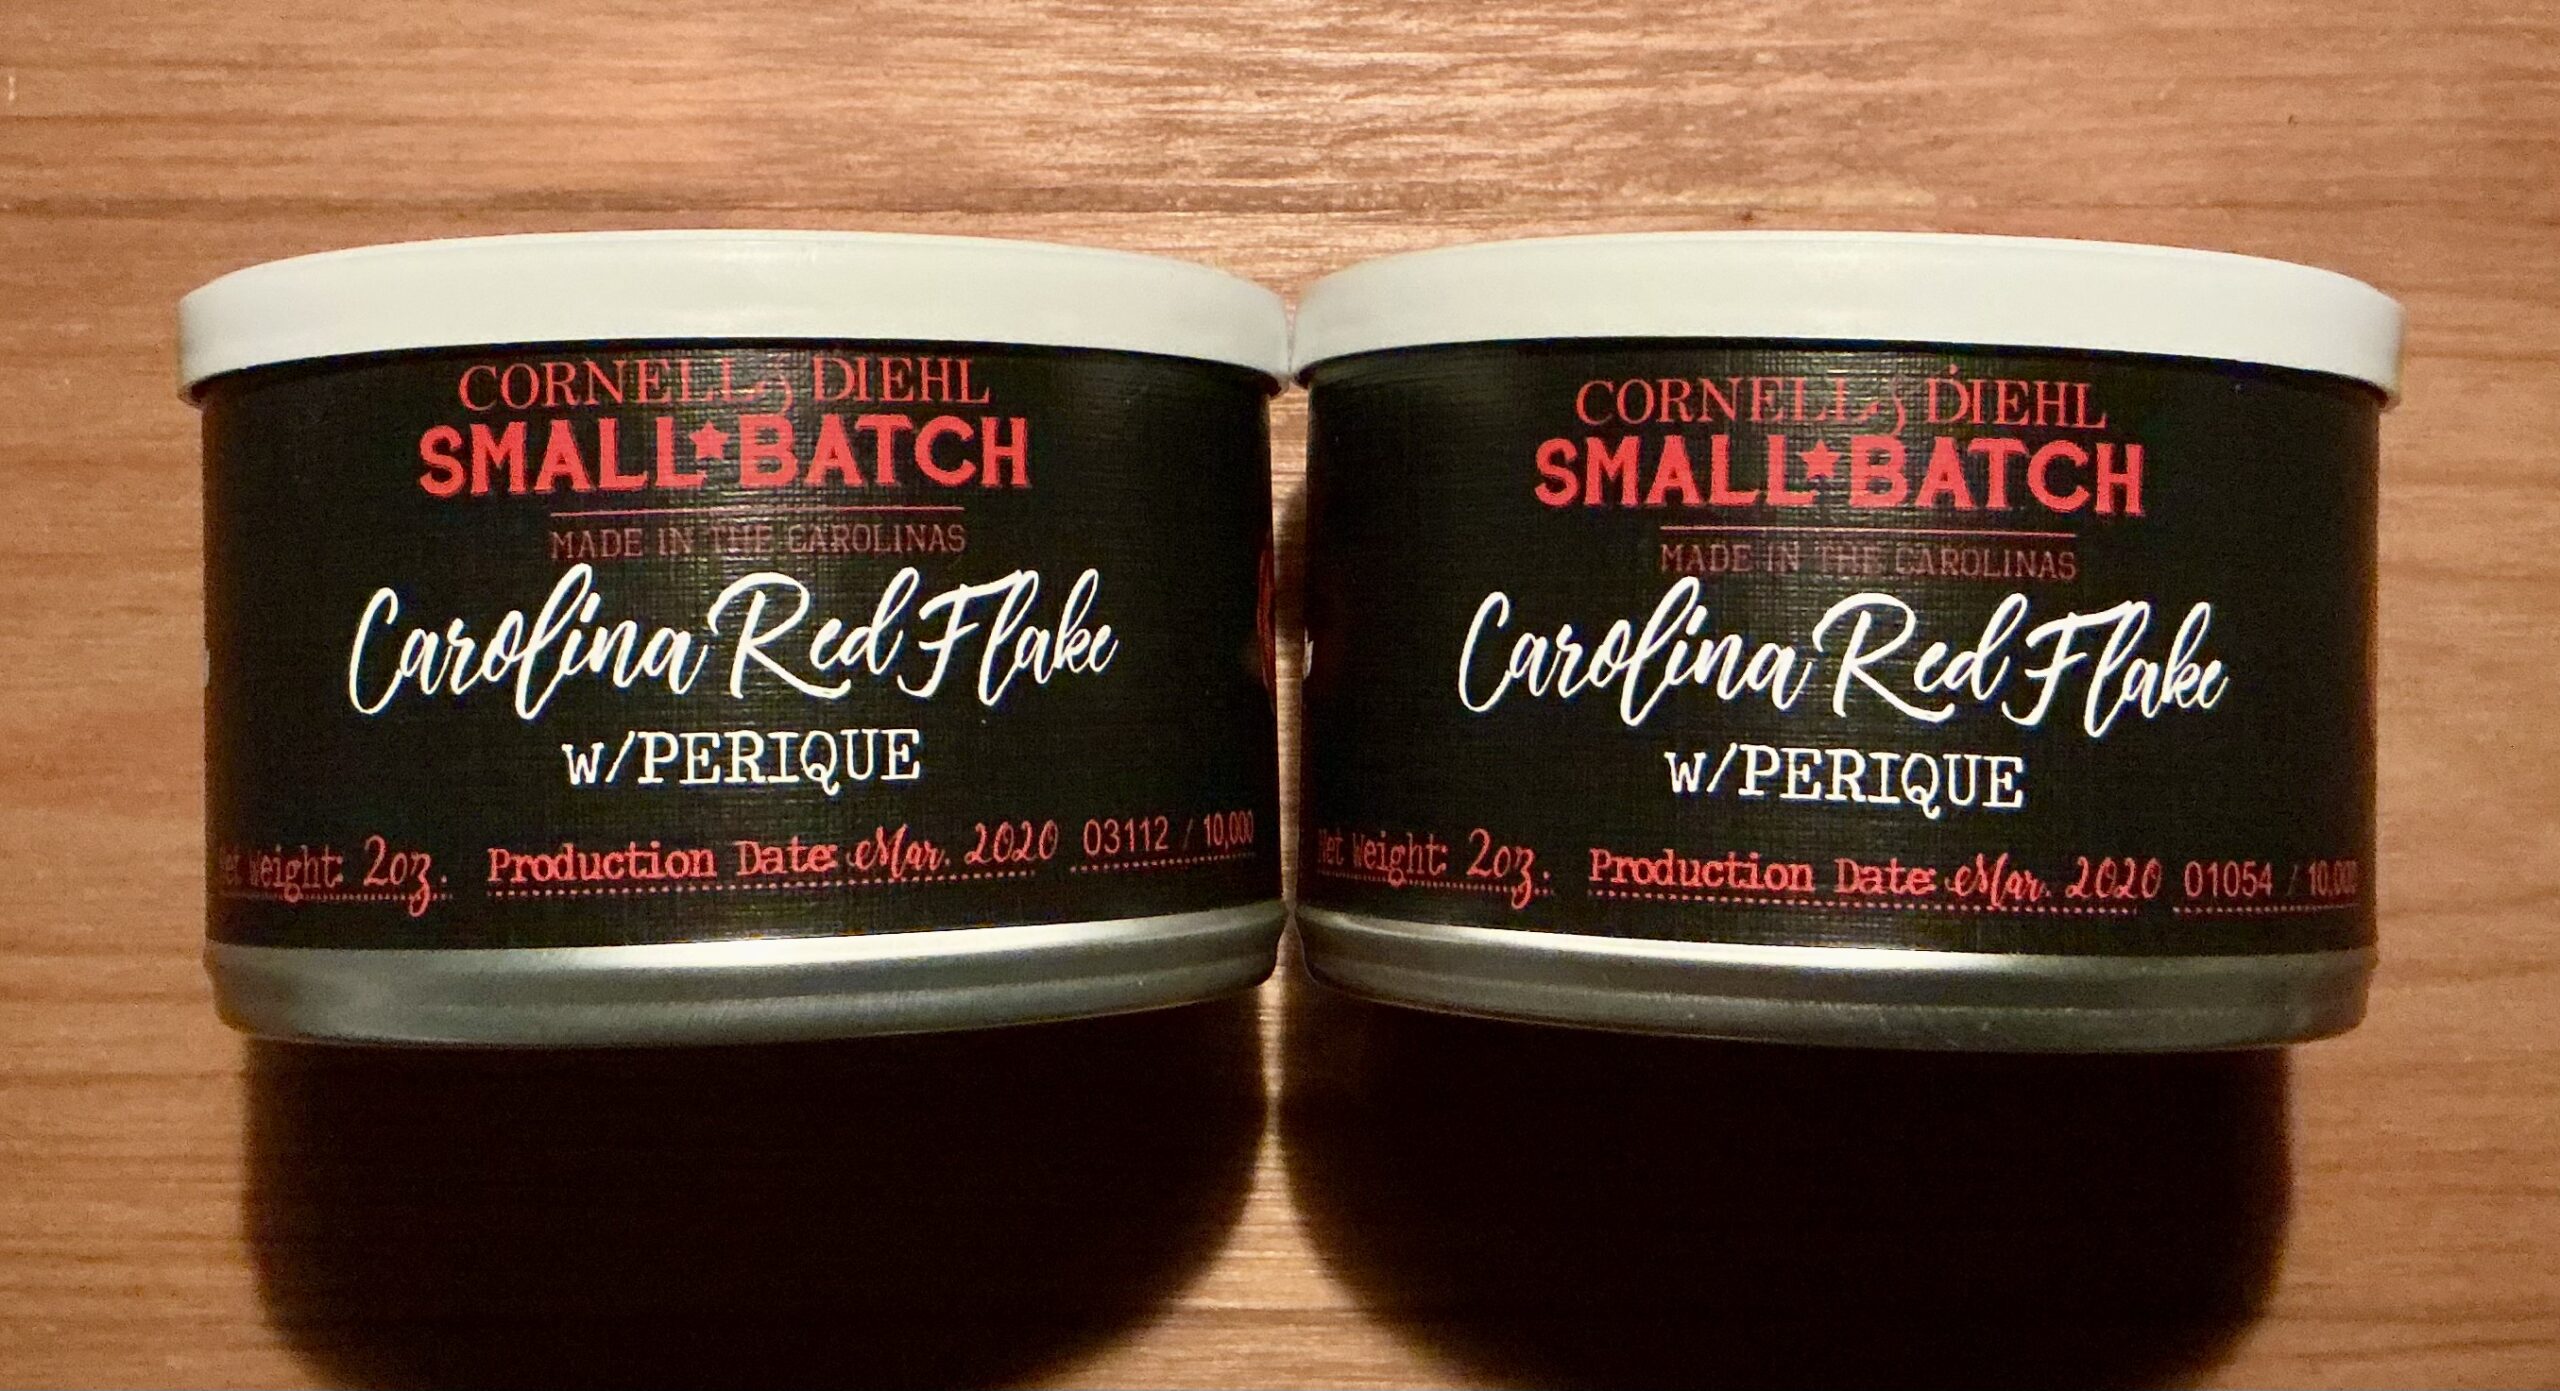 CORNELL & DIEHL
SMALL★BATCH
MADE IN THE CAROLINAS
Carolina Red Flake
w/PERIQUE
Net Weight: 2oz. Production Date: Mar. 2020 03112 / 10,000
CORNELL & DIEHL
SMALL★BATCH
MADE IN THE CAROLINAS
Carolina Red Flake
w/PERIQUE
Net Weight: 2oz. Production Date: Mar. 2020 01054 / 10,000